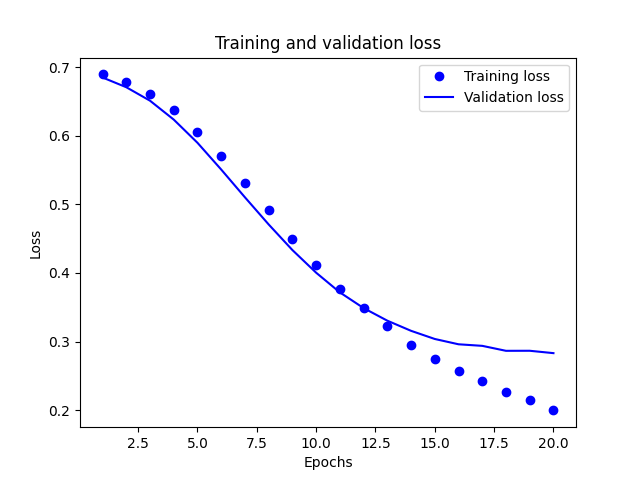 Training and validation loss
Training loss
Validation loss
Loss
0.7
0.6
0.5
0.4
0.3
0.2
2.5 5.0 7.5 10.0 12.5 15.0 17.5 20.0
Epochs